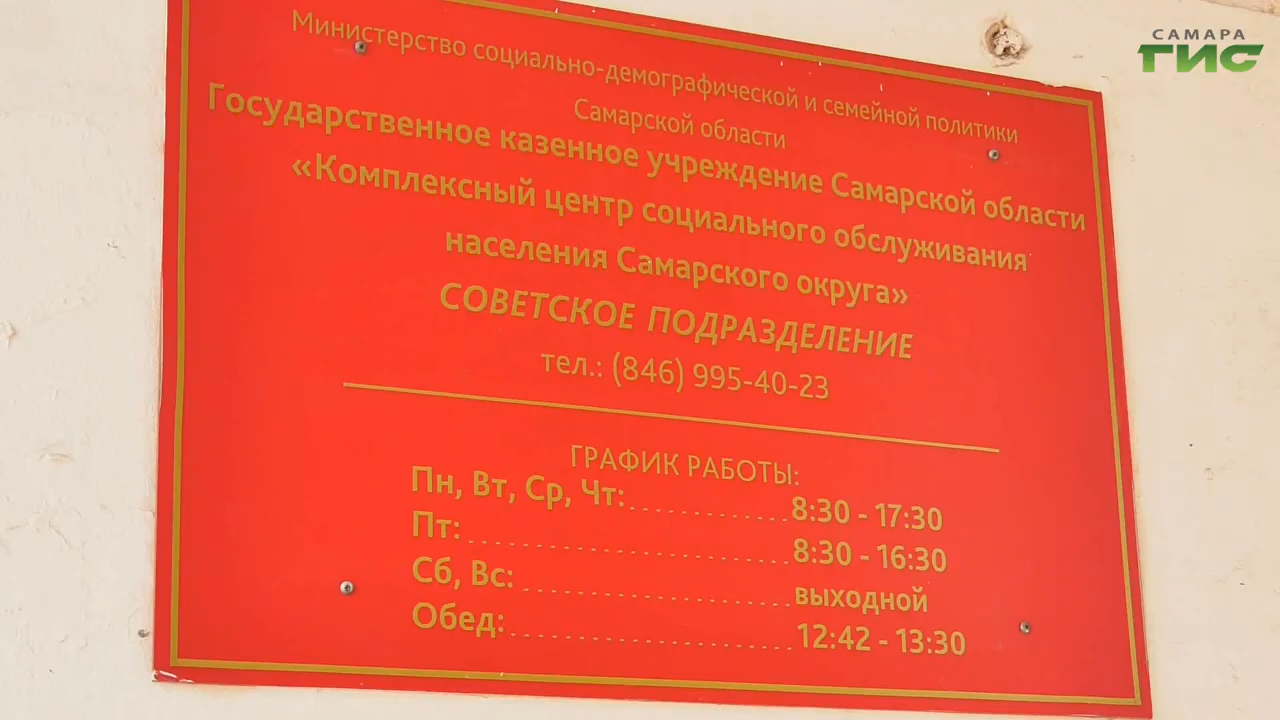 САМАРА
ГИС
Министерство социально-демографической и семейной политики
Самарской области
Государственное казенное учреждение Самарской области
«Комплексный центр социального обслуживания
населения Самарского округа»
СОВЕТСКОЕ ПОДРАЗДЕЛЕНИЕ
тел.: (846) 995-40-23
ГРАФИК РАБОТЫ:
Пн, Вт, Ср, Чт: 8:30 - 17:30
Пт: 8:30 - 16:30
Сб, Вс: выходной
Обед: 12:42 - 13:30